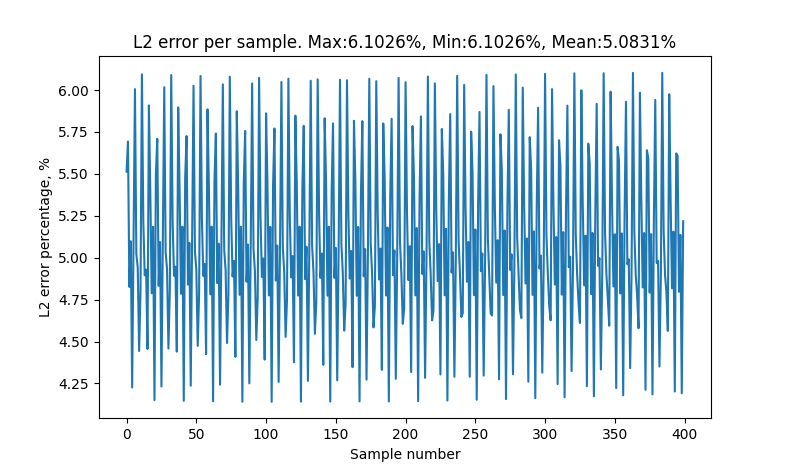 L2 error per sample. Max:6.1026%, Min:6.1026%, Mean:5.0831%
L2 error percentage, %
6.00
5.75
5.50
5.25
5.00
4.75
4.50
4.25
0 50 100 150 200 250 300 350 400
Sample number